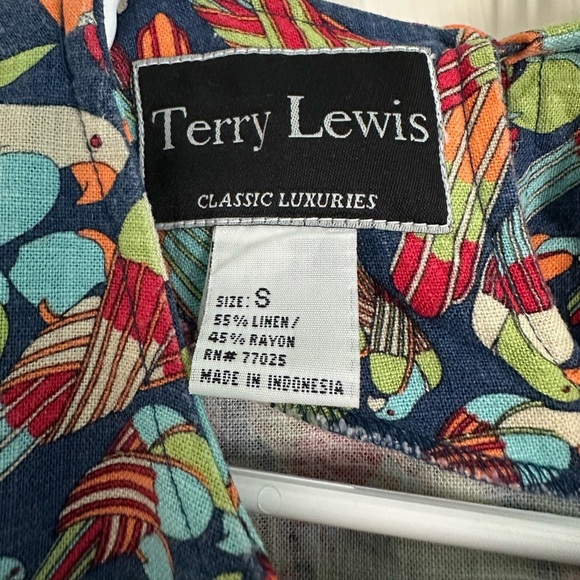 Terry Lewis
CLASSIC LUXURIES
SIZE: S
55% LINEN/
45% RAYON
RN# 77025
MADE IN INDONESIA